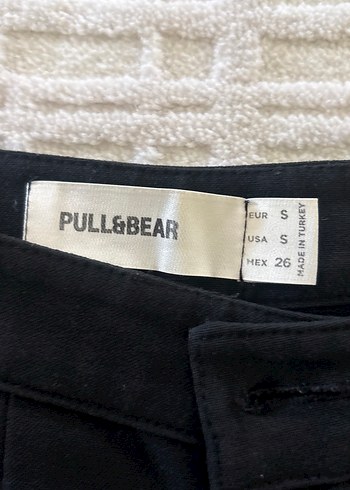 PULL&BEAR
EUR S
USA S
MEX 26
MADE IN TURKEY